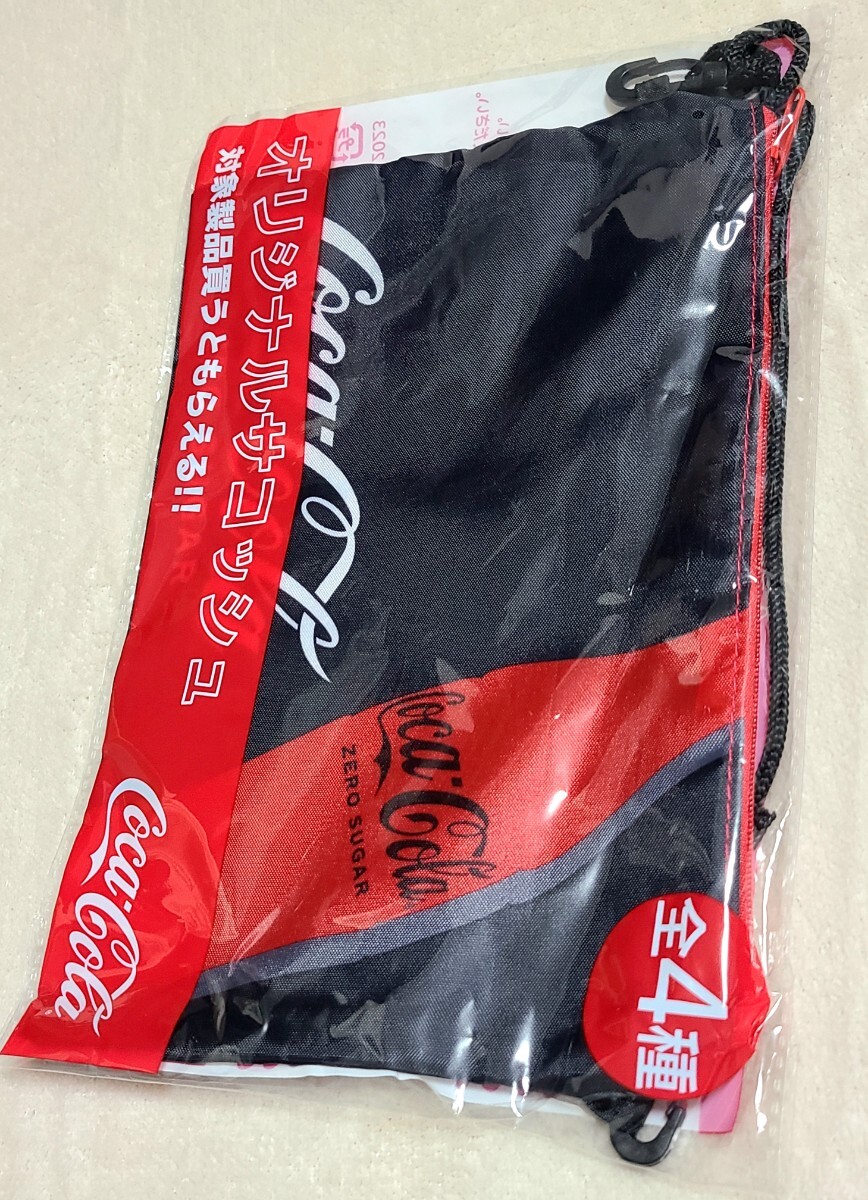 オリジナルサコッシュ
対象製品買うともらえる!!
Coca-Cola
Coca-Cola
ZERO SUGAR
Coca-Cola
全4種
2023